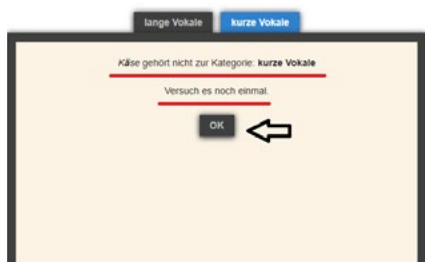 lange Vokale
kurze Vokale
Käse gehört nicht zur Kategorie: kurze Vokale
Versuch es noch einmal.
OK